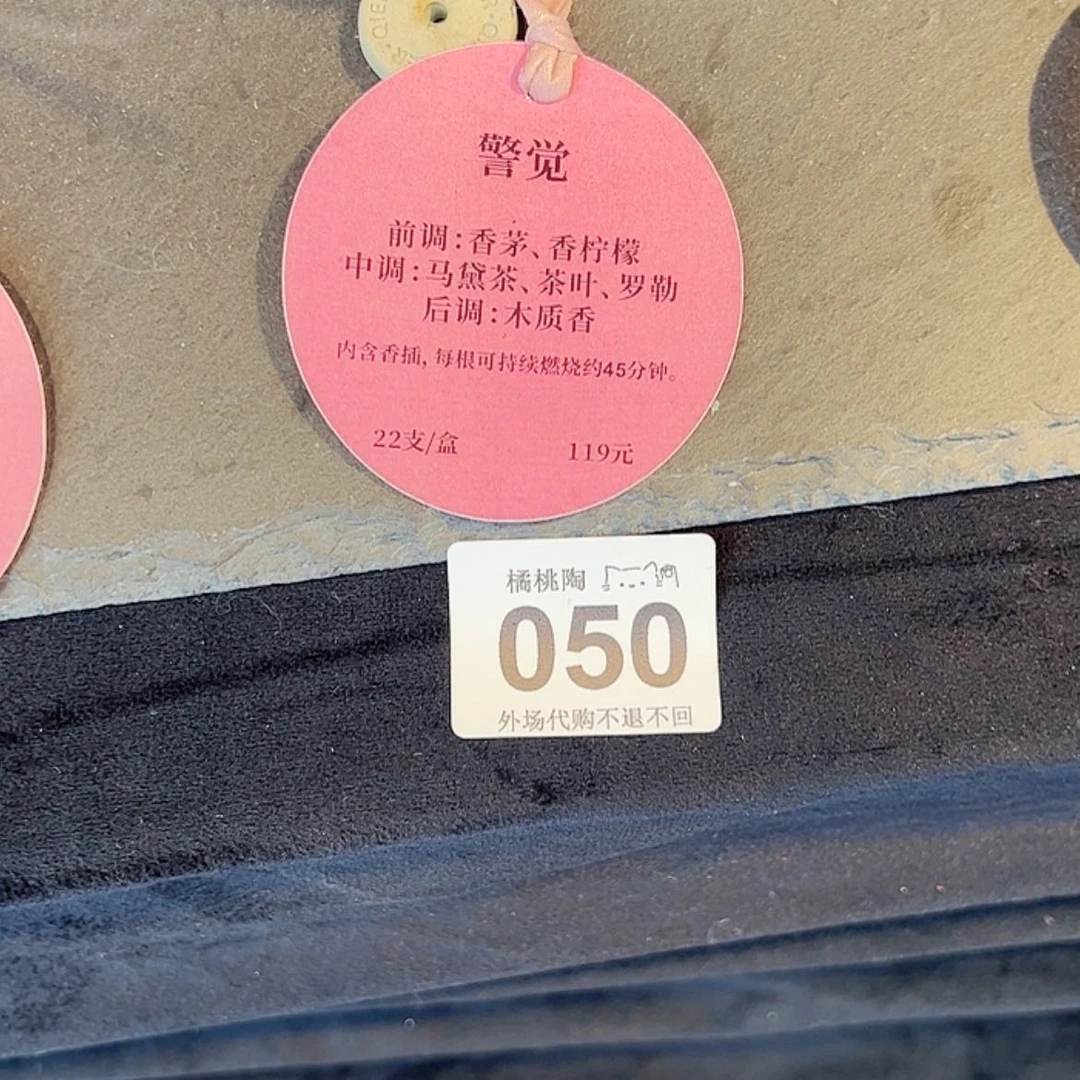 警觉
前调:香茅、香柠檬
中调:马黛茶、茶叶、罗勒
后调:木质香
内含香插,每根可持续燃烧约45分钟。
22支/盒 119元
橘桃陶
050
外场代购不退不回